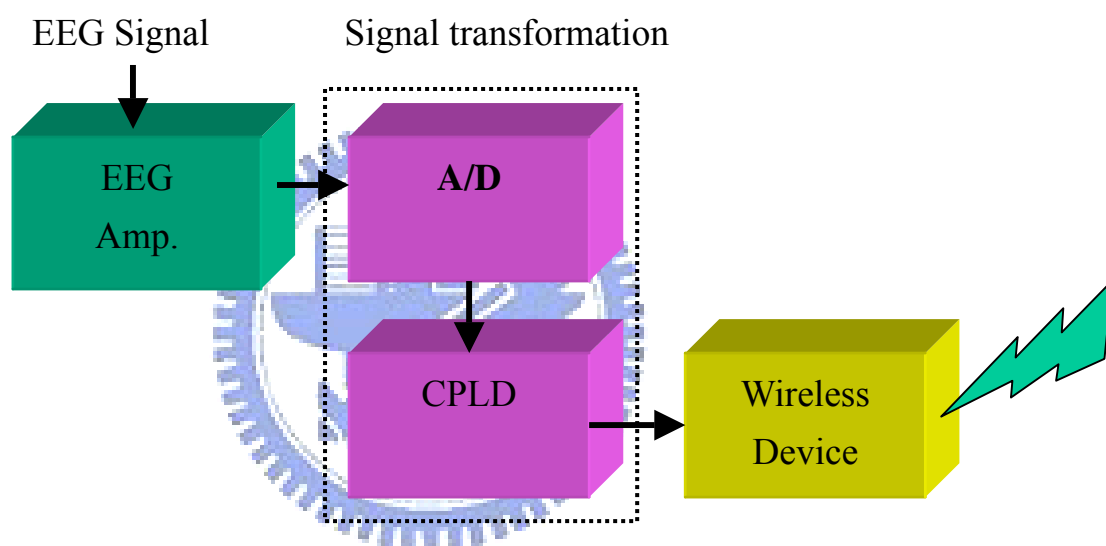 EEG Signal
Signal transformation
EEG
Amp.
A/D
CPLD
Wireless
Device